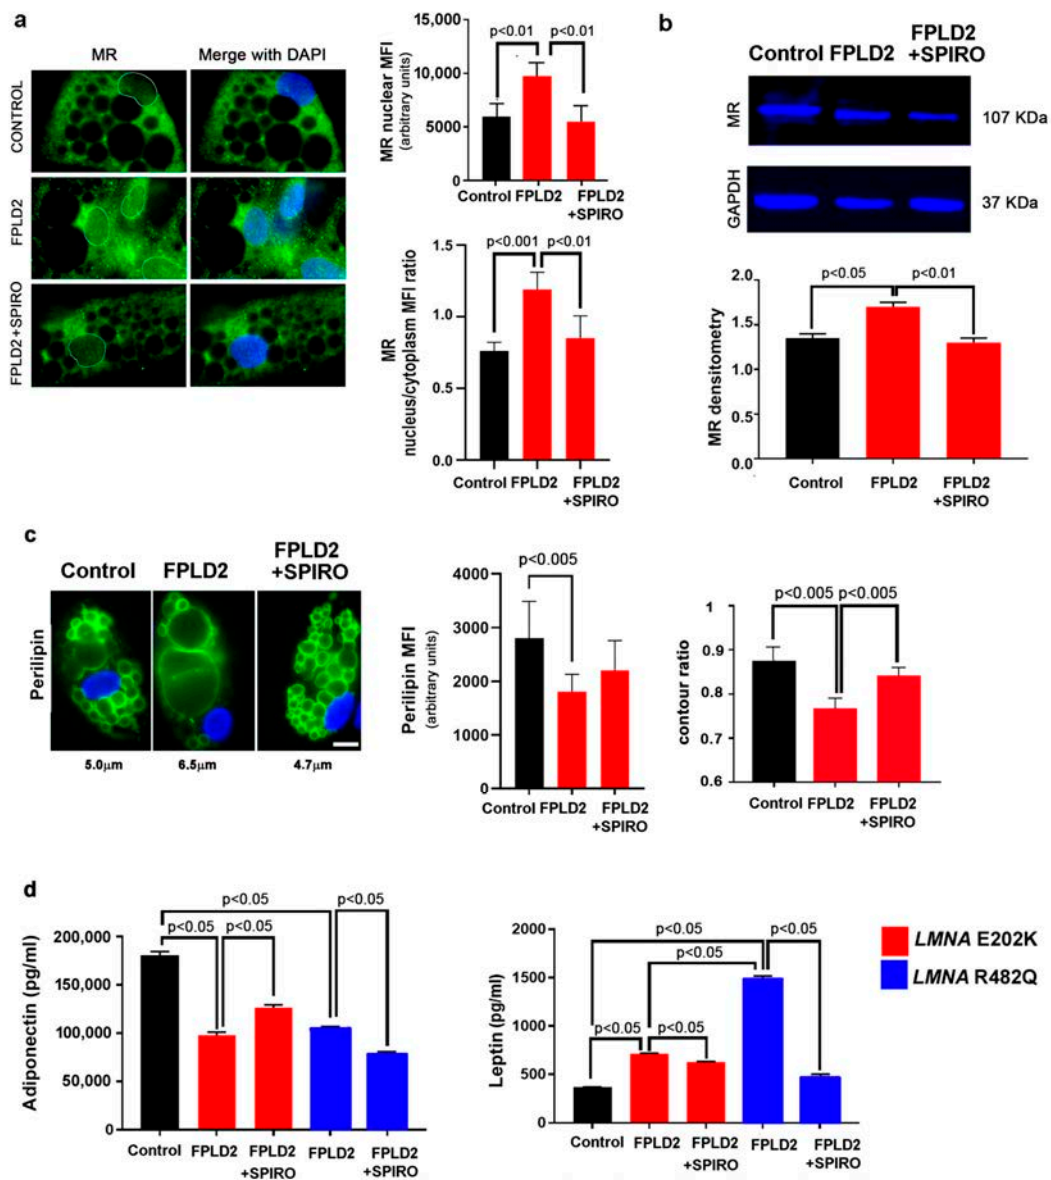 a
MR
Merge with DAPI
CONTROL
FPLD2
FPLD2+SPIRO
MR nuclear MFI
(arbitrary units)
15,000
10,000
5000
0
p<0.01
p<0.01
Control FPLD2 FPLD2
+SPIRO
MR
nucleus/cytoplasm MFI ratio
1.5
1.0
0.5
0.0
p<0.001
p<0.01
Control FPLD2 FPLD2
+SPIRO
b
Control FPLD2 FPLD2
+SPIRO
MR
107 KDa
GAPDH
37 KDa
MR densitometry
2.0
1.5
1.0
0.5
0.0
p<0.05
p<0.01
Control FPLD2 FPLD2
+SPIRO
c
Control FPLD2 FPLD2
+SPIRO
Perilipin
5.0µm 6.5µm 4.7µm
Perilipin MFI
(arbitrary units)
4000
3000
2000
1000
0
p<0.005
Control FPLD2 FPLD2
+SPIRO
contour ratio
1
0.9
0.8
0.7
0.6
p<0.005
p<0.005
Control FPLD2 FPLD2
+SPIRO
d
Adiponectin (pg/ml)
200,000
150,000
100,000
50,000
0
p<0.05
p<0.05
p<0.05
p<0.05
Control FPLD2 FPLD2 FPLD2 FPLD2
+SPIRO +SPIRO
Leptin (pg/ml)
2000
1500
1000
500
0
p<0.05
p<0.05
p<0.05
p<0.05
p<0.05
Control FPLD2 FPLD2 FPLD2 FPLD2
+SPIRO +SPIRO
LMNA E202K
LMNA R482Q